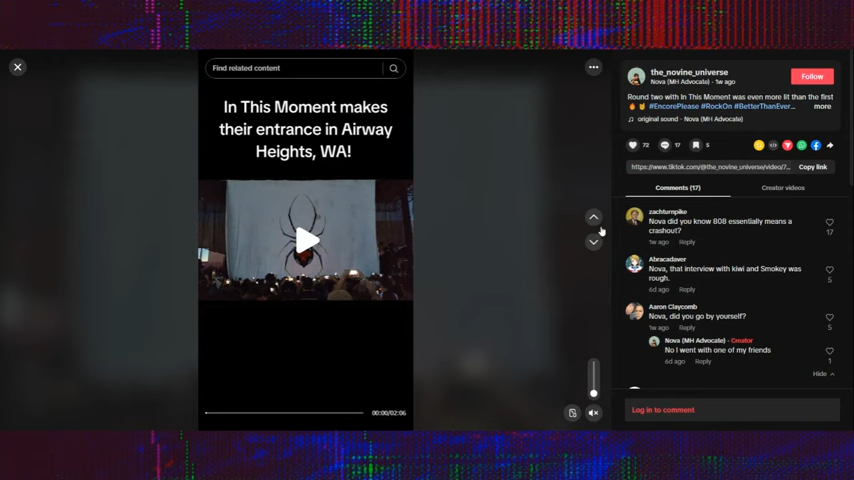 Find related content
In This Moment makes
their entrance in Airway
Heights, WA!
00:00/02:06
the_novine_universe
Nova (MH Advocate) · 1w ago
Follow
Round two with In This Moment was even more lit than the first
#EncorePlease #RockOn #BetterThanEver... more
original sound - Nova (MH Advocate)
72
17
5
https://www.tiktok.com/@the_novine_universe/video/7...
Copy link
Comments (17)
Creator videos
zachturnpike
Nova did you know 808 essentially means a
crashout?
1w ago Reply
17
Abracadaver
Nova, that interview with kiwi and Smokey was
rough.
6d ago Reply
5
Aaron Claycomb
Nova, did you go by yourself?
1w ago Reply
5
Nova (MH Advocate) · Creator
No I went with one of my friends
6d ago Reply
1
Hide
Log in to comment